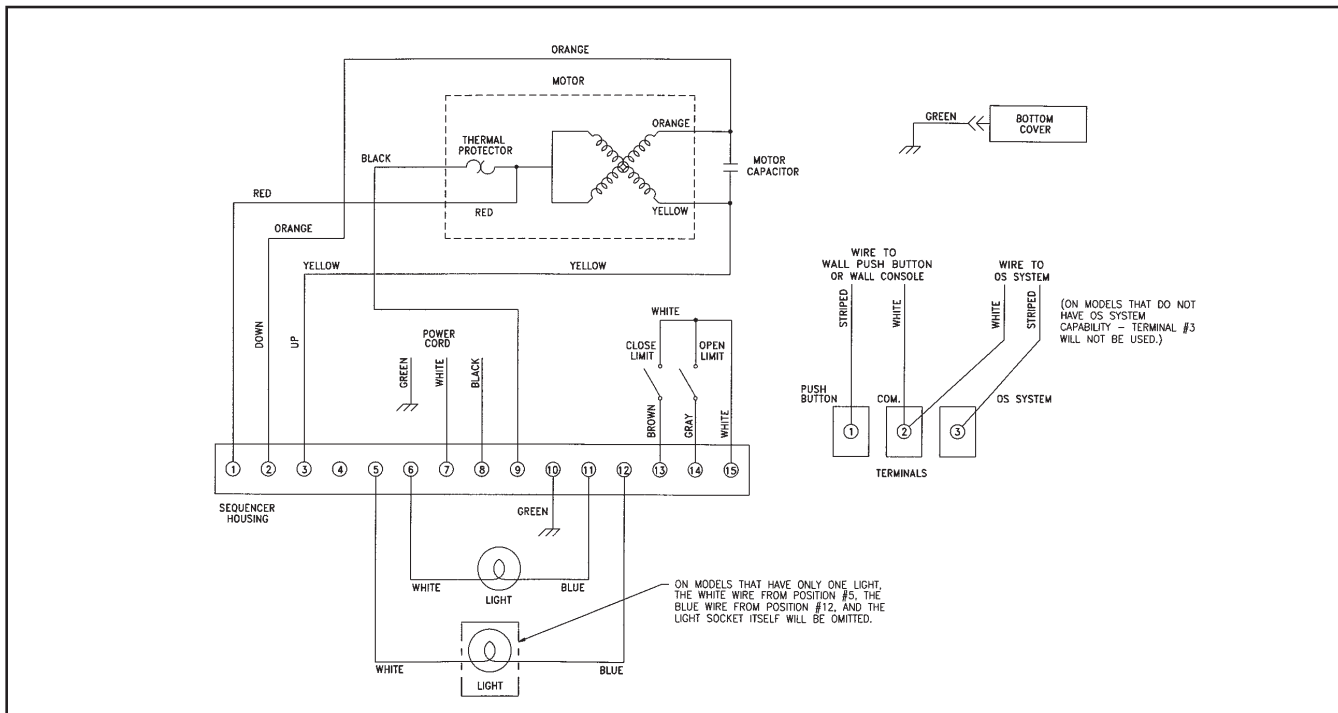 ORANGE
MOTOR
ORANGE
THERMAL
PROTECTOR
BLACK
MOTOR
CAPACITOR
RED
RED
YELLOW
ORANGE
YELLOW
YELLOW
DOWN
UP
GREEN
BOTTOM
COVER
POWER
CORD
GREEN
WHITE
BLACK
WHITE
CLOSE
LIMIT
OPEN
LIMIT
BROWN
GRAY
WHITE
WIRE TO
WALL PUSH BUTTON
OR WALL CONSOLE
WIRE TO
OS SYSTEM
STRIPED
WHITE
WHITE
STRIPED
(ON MODELS THAT DO NOT
HAVE OS SYSTEM
CAPABILITY – TERMINAL #3
WILL NOT BE USED.)
PUSH
BUTTON
COM.
OS SYSTEM
1
2
3
TERMINALS
1 2 3 4 5 6 7 8 9 10 11 12 13 14 15
SEQUENCER
HOUSING
GREEN
WHITE
BLUE
LIGHT
ON MODELS THAT HAVE ONLY ONE LIGHT,
THE WHITE WIRE FROM POSITION #5, THE
BLUE WIRE FROM POSITION #12, AND THE
LIGHT SOCKET ITSELF WILL BE OMITTED.
WHITE
BLUE
LIGHT